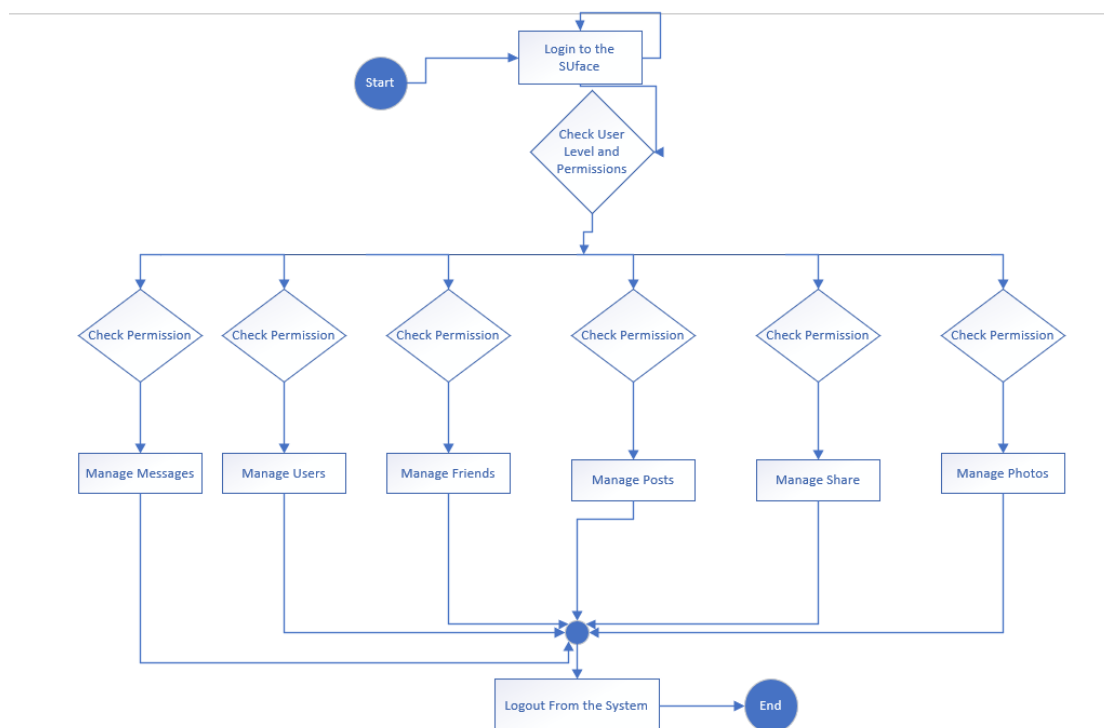 Login to the
SUface
Start
Check User
Level and
Permissions
Check Permission
Check Permission
Check Permission
Check Permission
Check Permission
Check Permission
Manage Messages
Manage Users
Manage Friends
Manage Posts
Manage Share
Manage Photos
Logout From the System
End